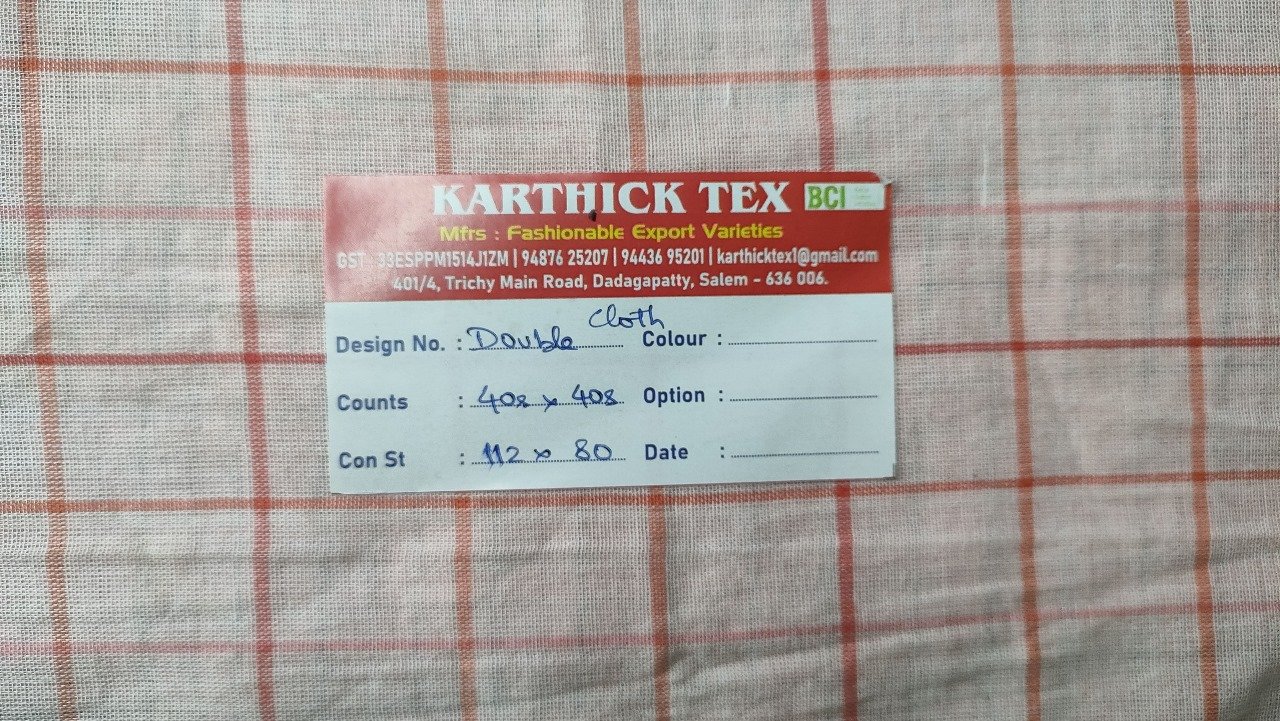 KARTHICK TEX BCI
Mfrs : Fashionable Export Varieties
GST : 33ESPPM1514J1ZM | 94876 25207 | 94436 95201 | karthicktex1@gmail.com
401/4, Trichy Main Road, Dadagapatty, Salem - 636 006.
Design No. : Double Cloth Colour :
Counts : 40s x 40s Option :
Con St : 112 x 80 Date :